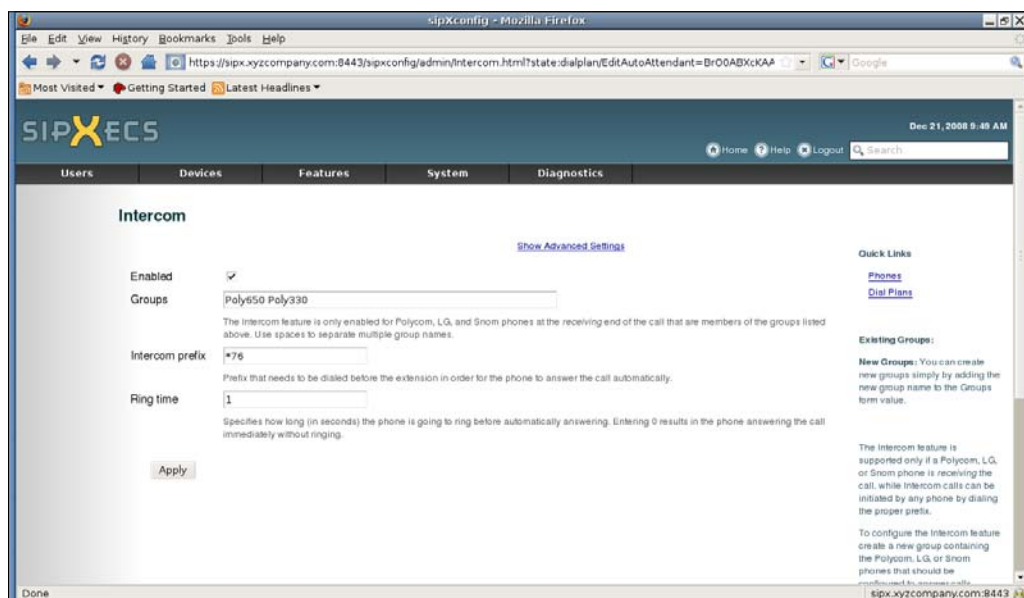 sipXconfig - Mozilla Firefox
File Edit View History Bookmarks Tools Help
https://sipx.xyzcompany.com:8443/sipxconfig/admin/Intercom.html?state:dialplan/EditAutoAttendant=BrO0ABXcKAA
Google
Most Visited Getting Started Latest Headlines
SIPXECS
Dec 21, 2008 9:49 AM
Home Help Logout Search
Users Devices Features System Diagnostics
Intercom
Show Advanced Settings
Enabled
Groups Poly650 Poly330
The Intercom feature is only enabled for Polycom, LG, and Snom phones at the receiving end of the call that are members of the groups listed
above. Use spaces to separate multiple group names.
Intercom prefix *76
Prefix that needs to be dialed before the extension in order for the phone to answer the call automatically.
Ring time 1
Specifies how long (in seconds) the phone is going to ring before automatically answering. Entering 0 results in the phone answering the call
immediately without ringing.
Apply
Quick Links
Phones
Dial Plans
Existing Groups:
New Groups: You can create
new groups simply by adding the
new group name to the Groups
form value.
The Intercom feature is
supported only if a Polycom, LG,
or Snom phone is receiving the
call, while Intercom calls can be
initiated by any phone by dialing
the proper prefix.
To configure the Intercom feature
create a new group containing
the Polycom, LG, or Snom
phones that should be
configured to answer calls
Done
sipx.xyzcompany.com:8443